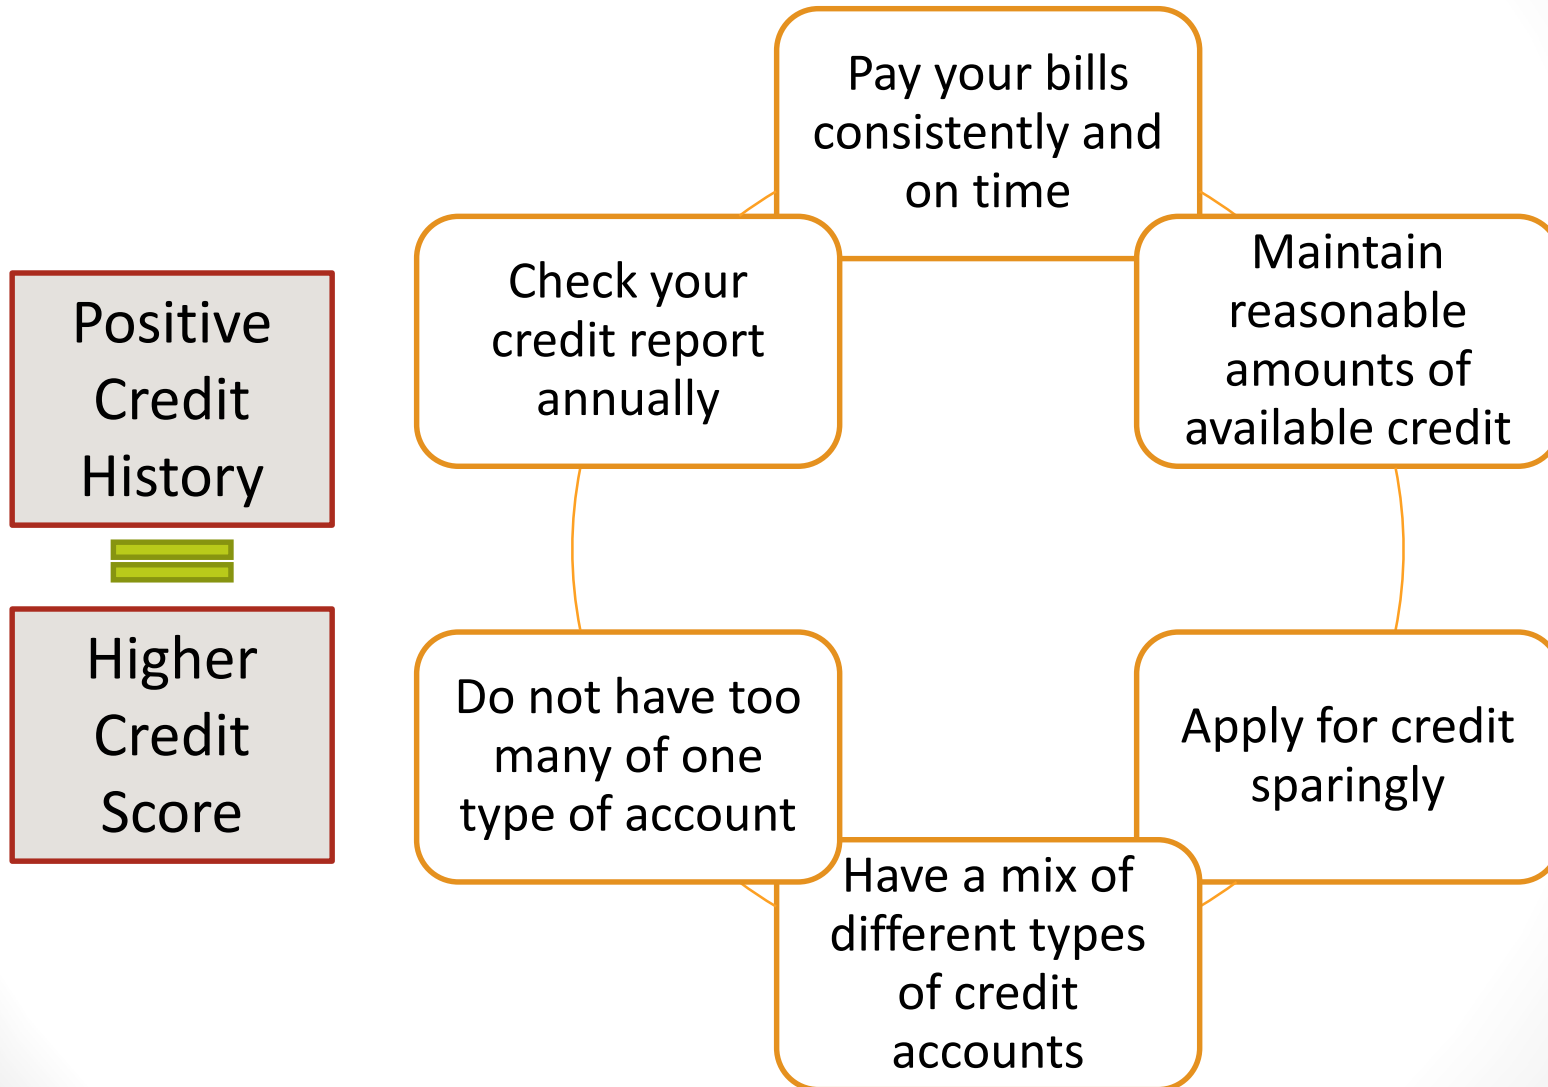 Positive
Credit
History
Higher
Credit
Score
Pay your bills
consistently and
on time
Maintain
reasonable
amounts of
available credit
Apply for credit
sparingly
Have a mix of
different types
of credit
accounts
Do not have too
many of one
type of account
Check your
credit report
annually